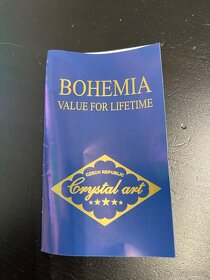 BOHEMIA
VALUE FOR LIFETIME
CZECH REPUBLIC
Crystal art